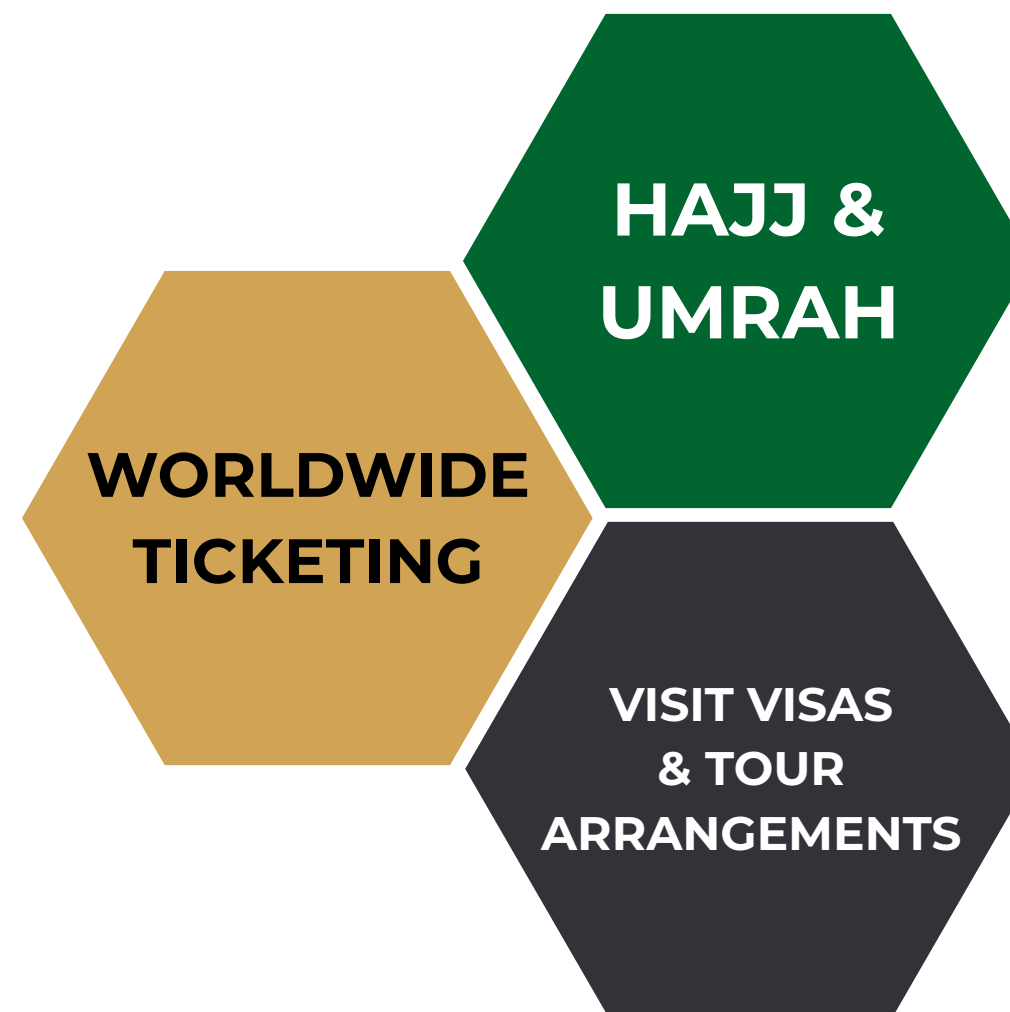 HAJJ &
UMRAH
WORLDWIDE
TICKETING
VISIT VISAS
& TOUR
ARRANGEMENTS